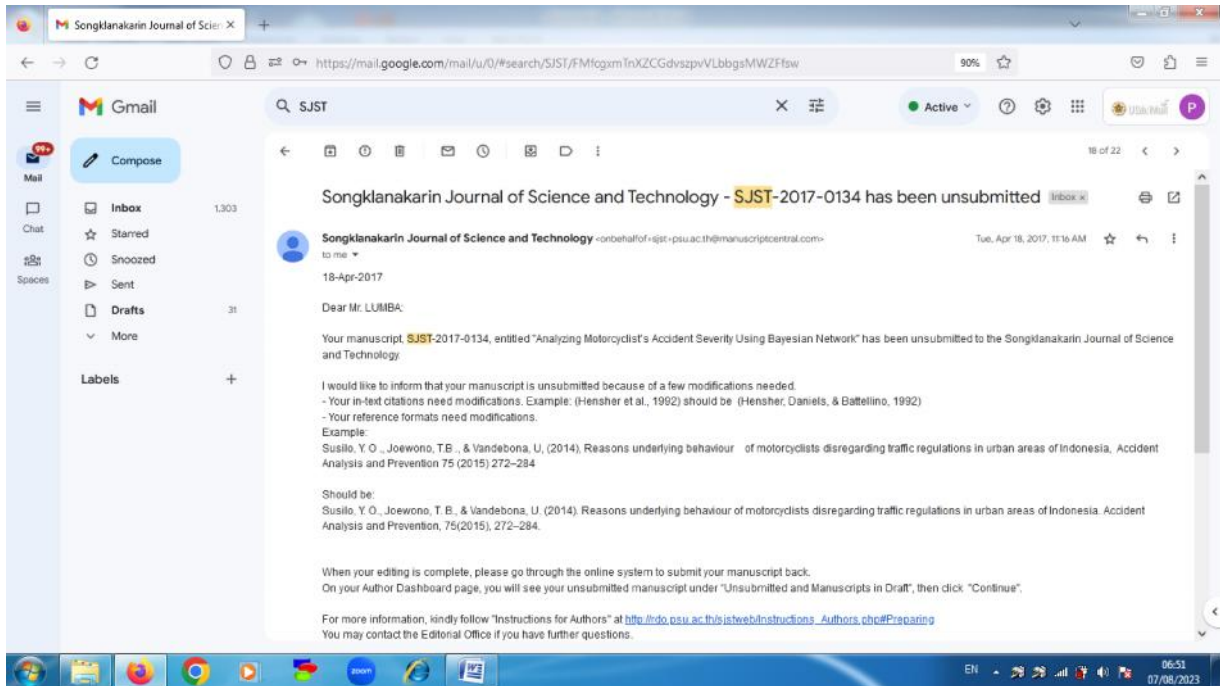 Songklanakarin Journal of Scien ×
+
https://mail.google.com/mail/u/0/#search/SJST/FMfcgxmTnXZCGdvszpvVLbbgsMWZFfsw
90%
Gmail
SJST
Active
P
99+
Mail
Compose
18 of 22
Chat
Spaces
Inbox 1,303
Starred
Snoozed
Sent
Drafts 31
More
Labels +
Songklanakarin Journal of Science and Technology - SJST-2017-0134 has been unsubmitted Inbox ×
Songklanakarin Journal of Science and Technology <onbehalfof+sjst+psu.ac.th@manuscriptcentral.com> Tue, Apr 18, 2017, 11:16 AM
to me
18-Apr-2017
Dear Mr. LUMBA:
Your manuscript, SJST-2017-0134, entitled "Analyzing Motorcyclist's Accident Severity Using Bayesian Network" has been unsubmitted to the Songklanakarin Journal of Science
and Technology.
I would like to inform that your manuscript is unsubmitted because of a few modifications needed.
- Your in-text citations need modifications. Example: (Hensher et al., 1992) should be (Hensher, Daniels, & Battellino, 1992)
- Your reference formats need modifications.
Example:
Susilo, Y. O ., Joewono, T.B ., & Vandebona, U, (2014), Reasons underlying behaviour of motorcyclists disregarding traffic regulations in urban areas of Indonesia, Accident
Analysis and Prevention 75 (2015) 272–284
Should be:
Susilo, Y. O., Joewono, T. B., & Vandebona, U. (2014). Reasons underlying behaviour of motorcyclists disregarding traffic regulations in urban areas of Indonesia. Accident
Analysis and Prevention, 75(2015), 272–284.
When your editing is complete, please go through the online system to submit your manuscript back.
On your Author Dashboard page, you will see your unsubmitted manuscript under "Unsubmitted and Manuscripts in Draft", then click "Continue".
For more information, kindly follow "Instructions for Authors" at http://rdo.psu.ac.th/sjstweb/Instructions_Authors.php#Preparing
You may contact the Editorial Office if you have further questions.
zoom
EN
06:51
07/08/2023